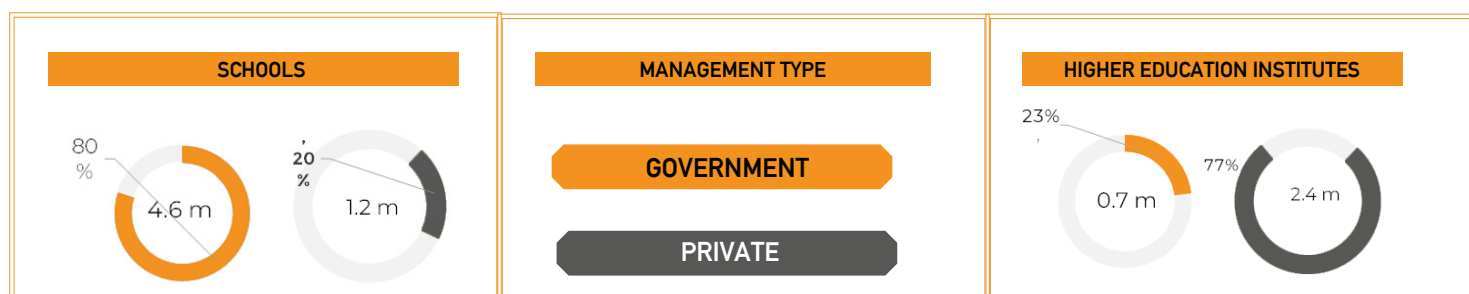 SCHOOLS
80
%
4.6 m
,
20
%
1.2 m
MANAGEMENT TYPE
GOVERNMENT
PRIVATE
HIGHER EDUCATION INSTITUTES
23%
,
0.7 m
77%
2.4 m